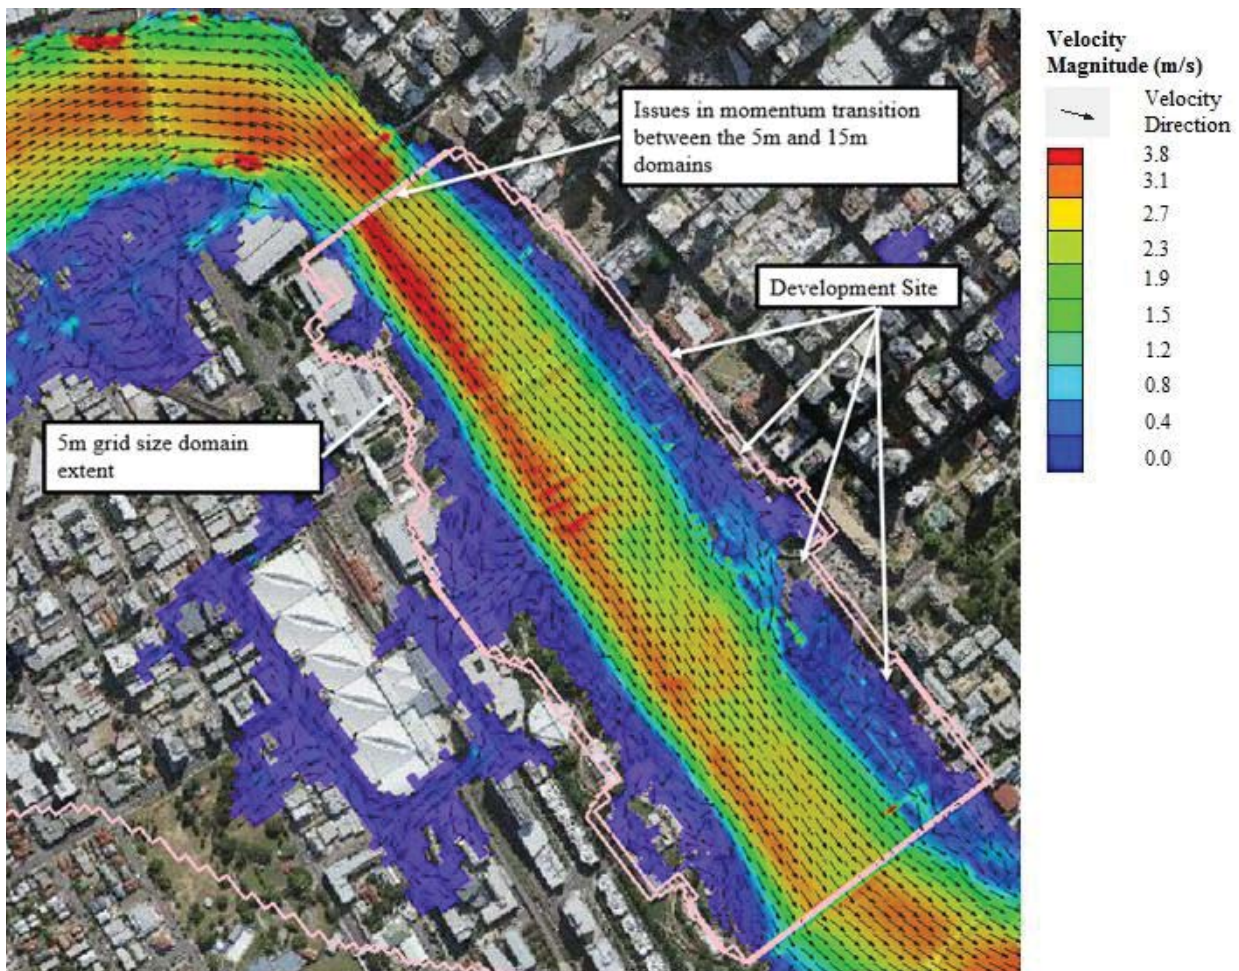 Issues in momentum transition
between the 5m and 15m
domains
Development Site
5m grid size domain
extent
Velocity
Magnitude (m/s)
Velocity
Direction
3.8
3.1
2.7
2.3
1.9
1.5
1.2
0.8
0.4
0.0